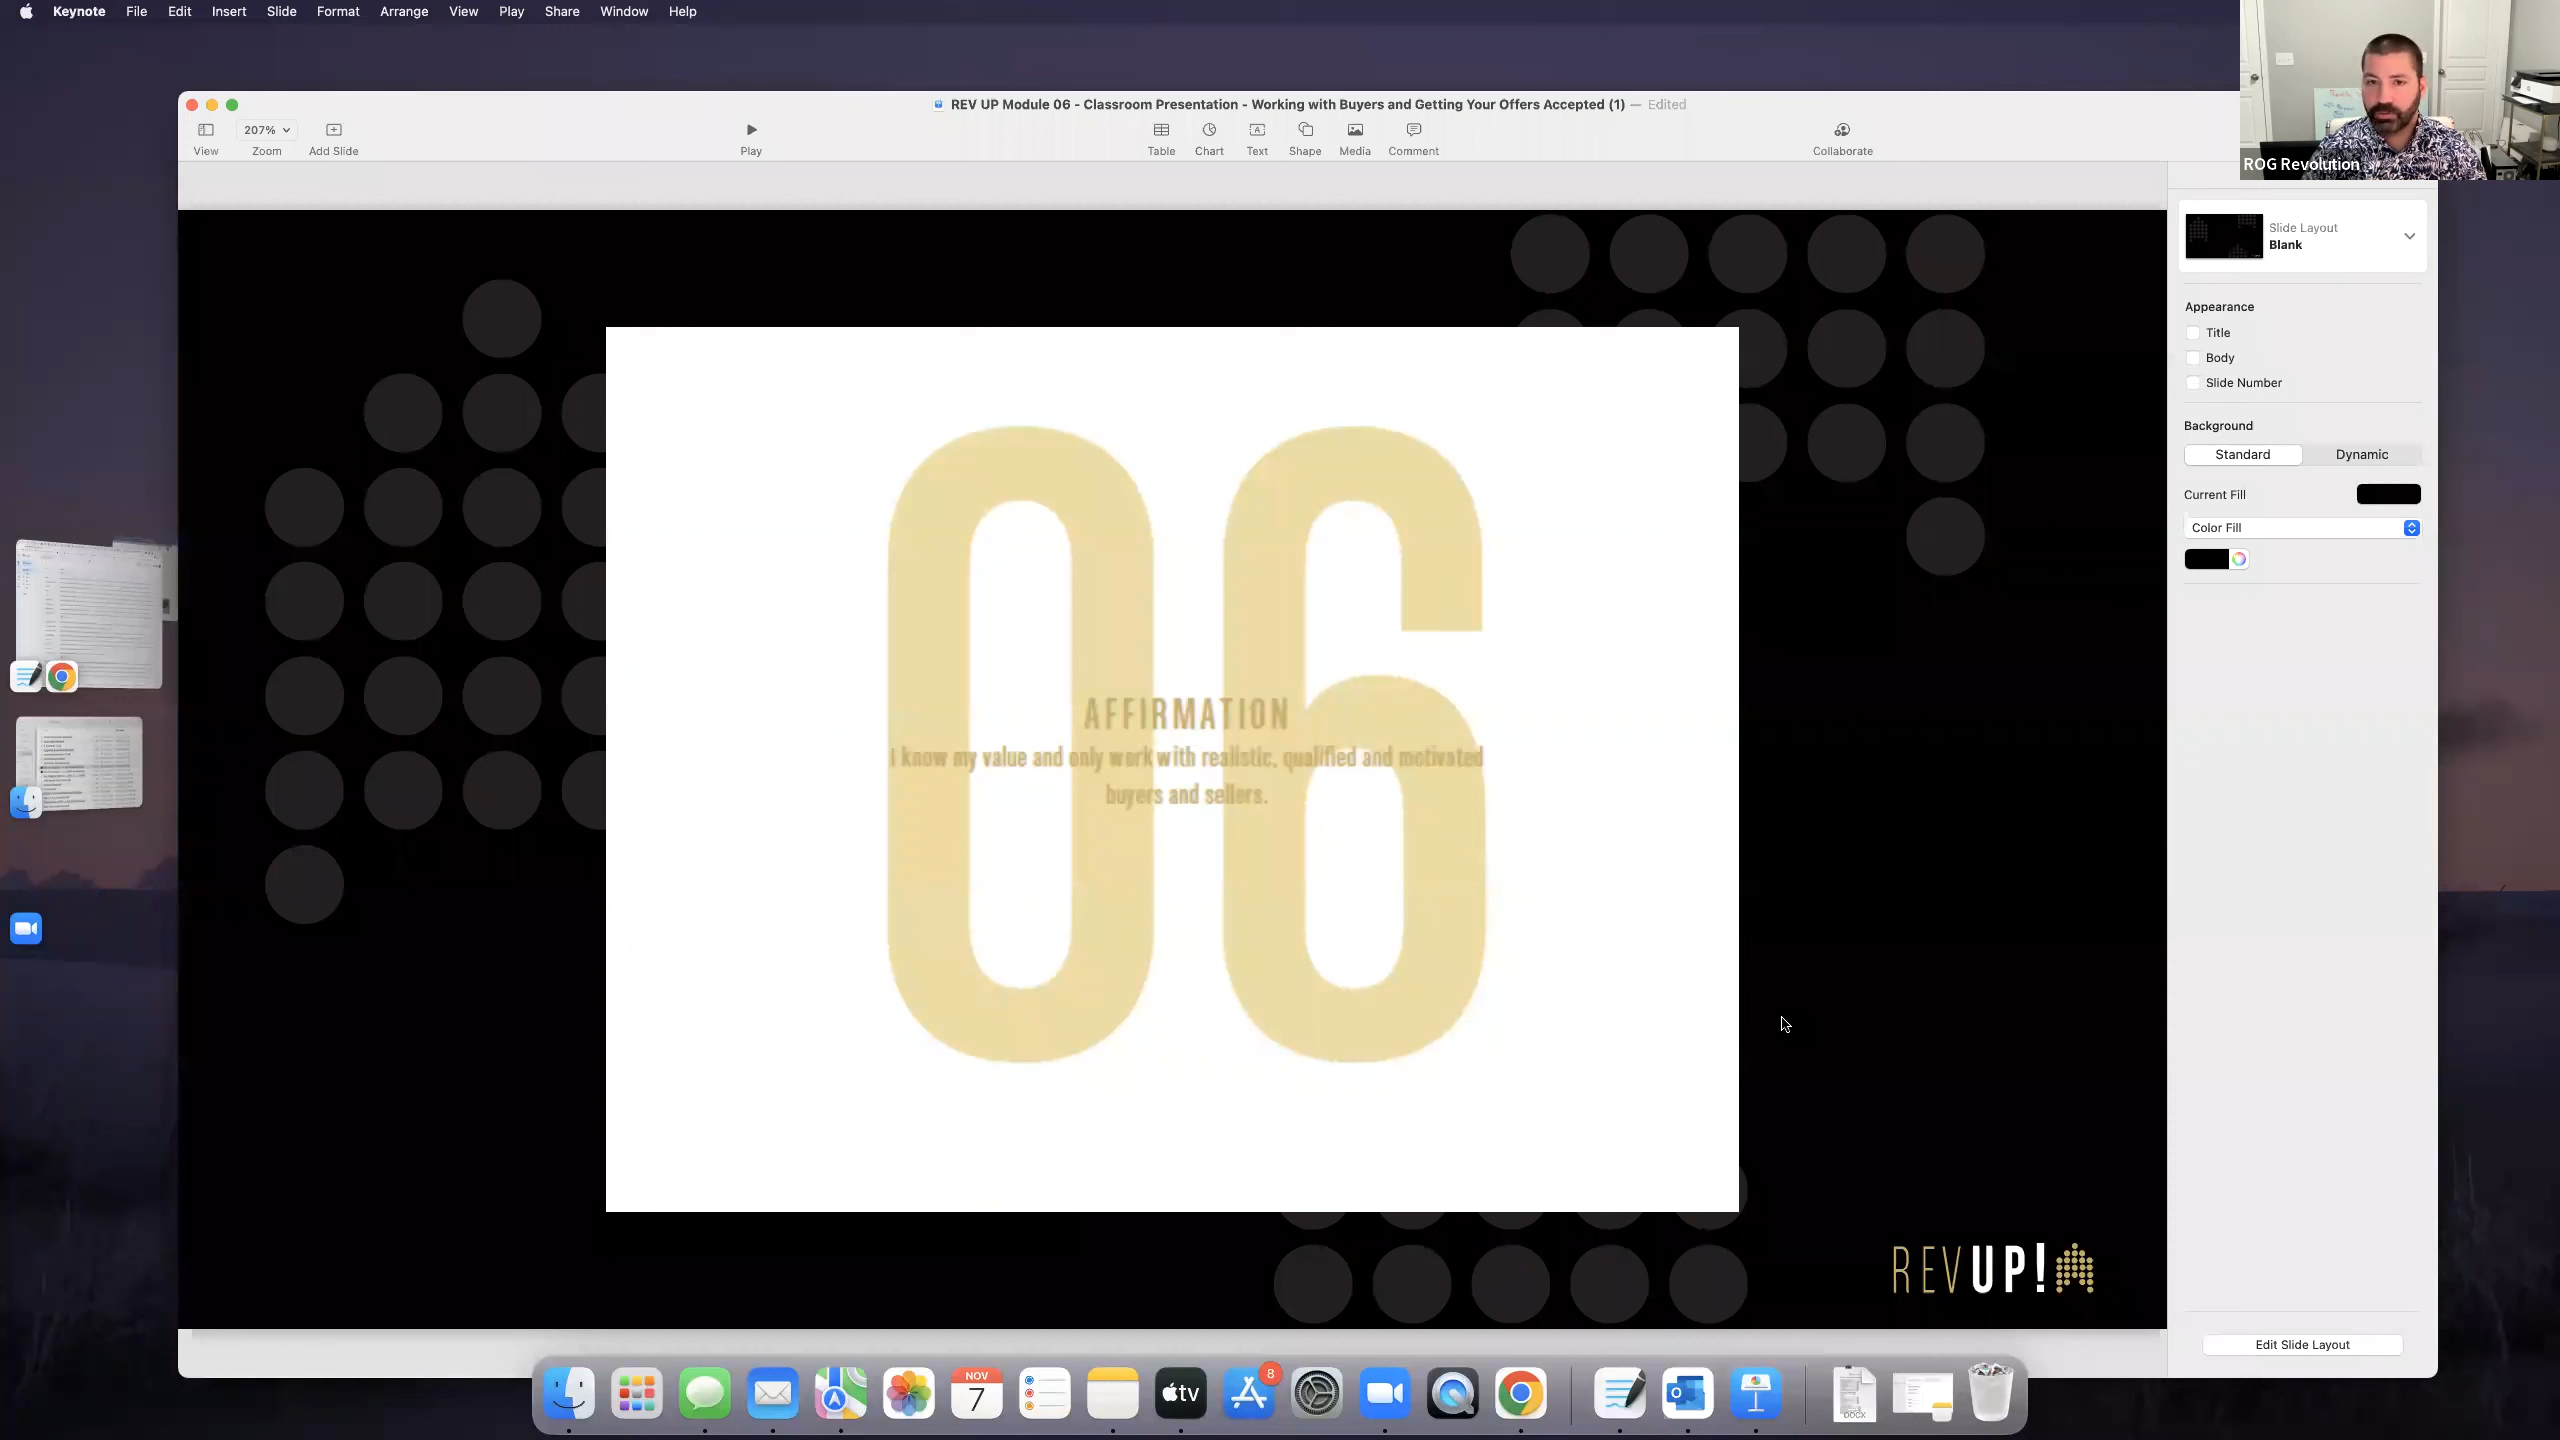 Keynote File Edit Insert Slide Format Arrange View Play Share Window Help
REV UP Module 06 - Classroom Presentation - Working with Buyers and Getting Your Offers Accepted (1) — Edited
207%
View Zoom Add Slide Play Table Chart Text Shape Media Comment Collaborate
ROG Revolution
Slide Layout
Blank
Appearance
Title
Body
Slide Number
Background
Standard Dynamic
Current Fill
Color Fill
06
AFFIRMATION
I know my value and only work with realistic, qualified and motivated
buyers and sellers.
REVUP!
Edit Slide Layout
NOV
7
tv
8
DOCX